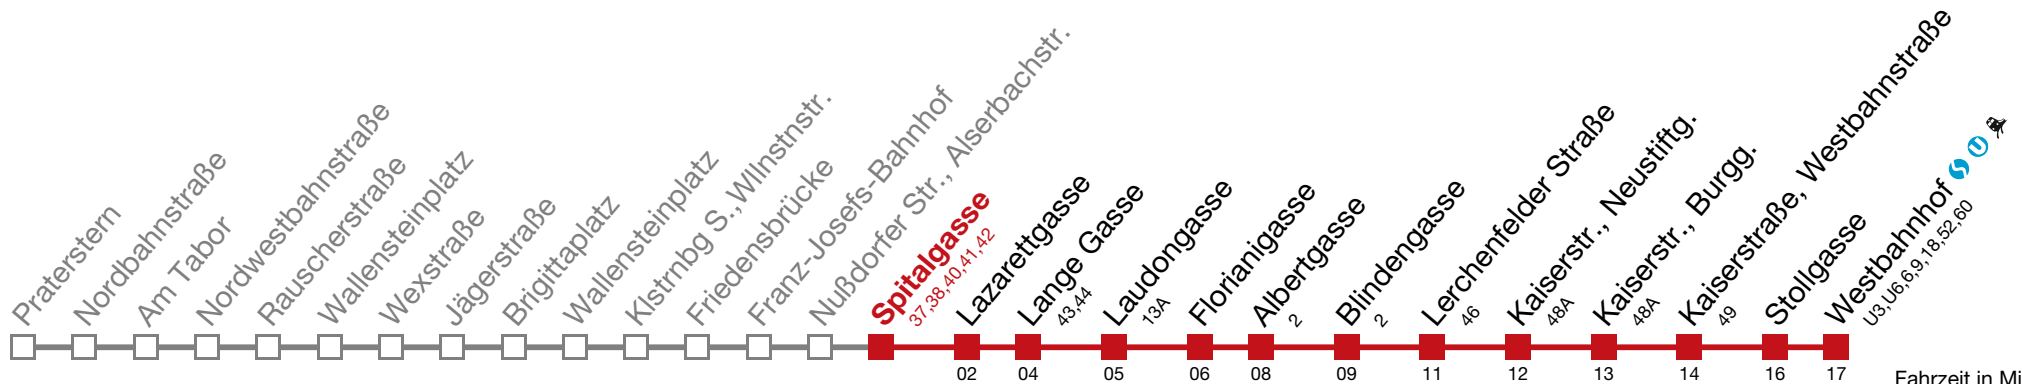 Praterstern
Nordbahnstraße
Am Tabor
Nordwestbahnstraße
Rauscherstraße
Wallensteinplatz
Wexstraße
Jägerstraße
Brigittaplatz
Wallensteinplatz
Klstrnbg S.,Wllnstnstr.
Friedensbrücke
Franz-Josefs-Bahnhof
Nußdorfer Str., Alserbachstr.
Spitalgasse
37,38,40,41,42
Lazarettgasse
Lange Gasse
43,44
Laudongasse
13A
Florianigasse
Albertgasse
2
Blindengasse
2
Lerchenfelder Straße
46
Kaiserstr., Neustiftg.
48A
Kaiserstr., Burgg.
48A
Kaiserstraße, Westbahnstraße
49
Stollgasse
Westbahnhof S U
U3,U6,6,9,18,52,60
02 04 05 06 08 09 11 12 13 14 16 17
Fahrzeit in Mi